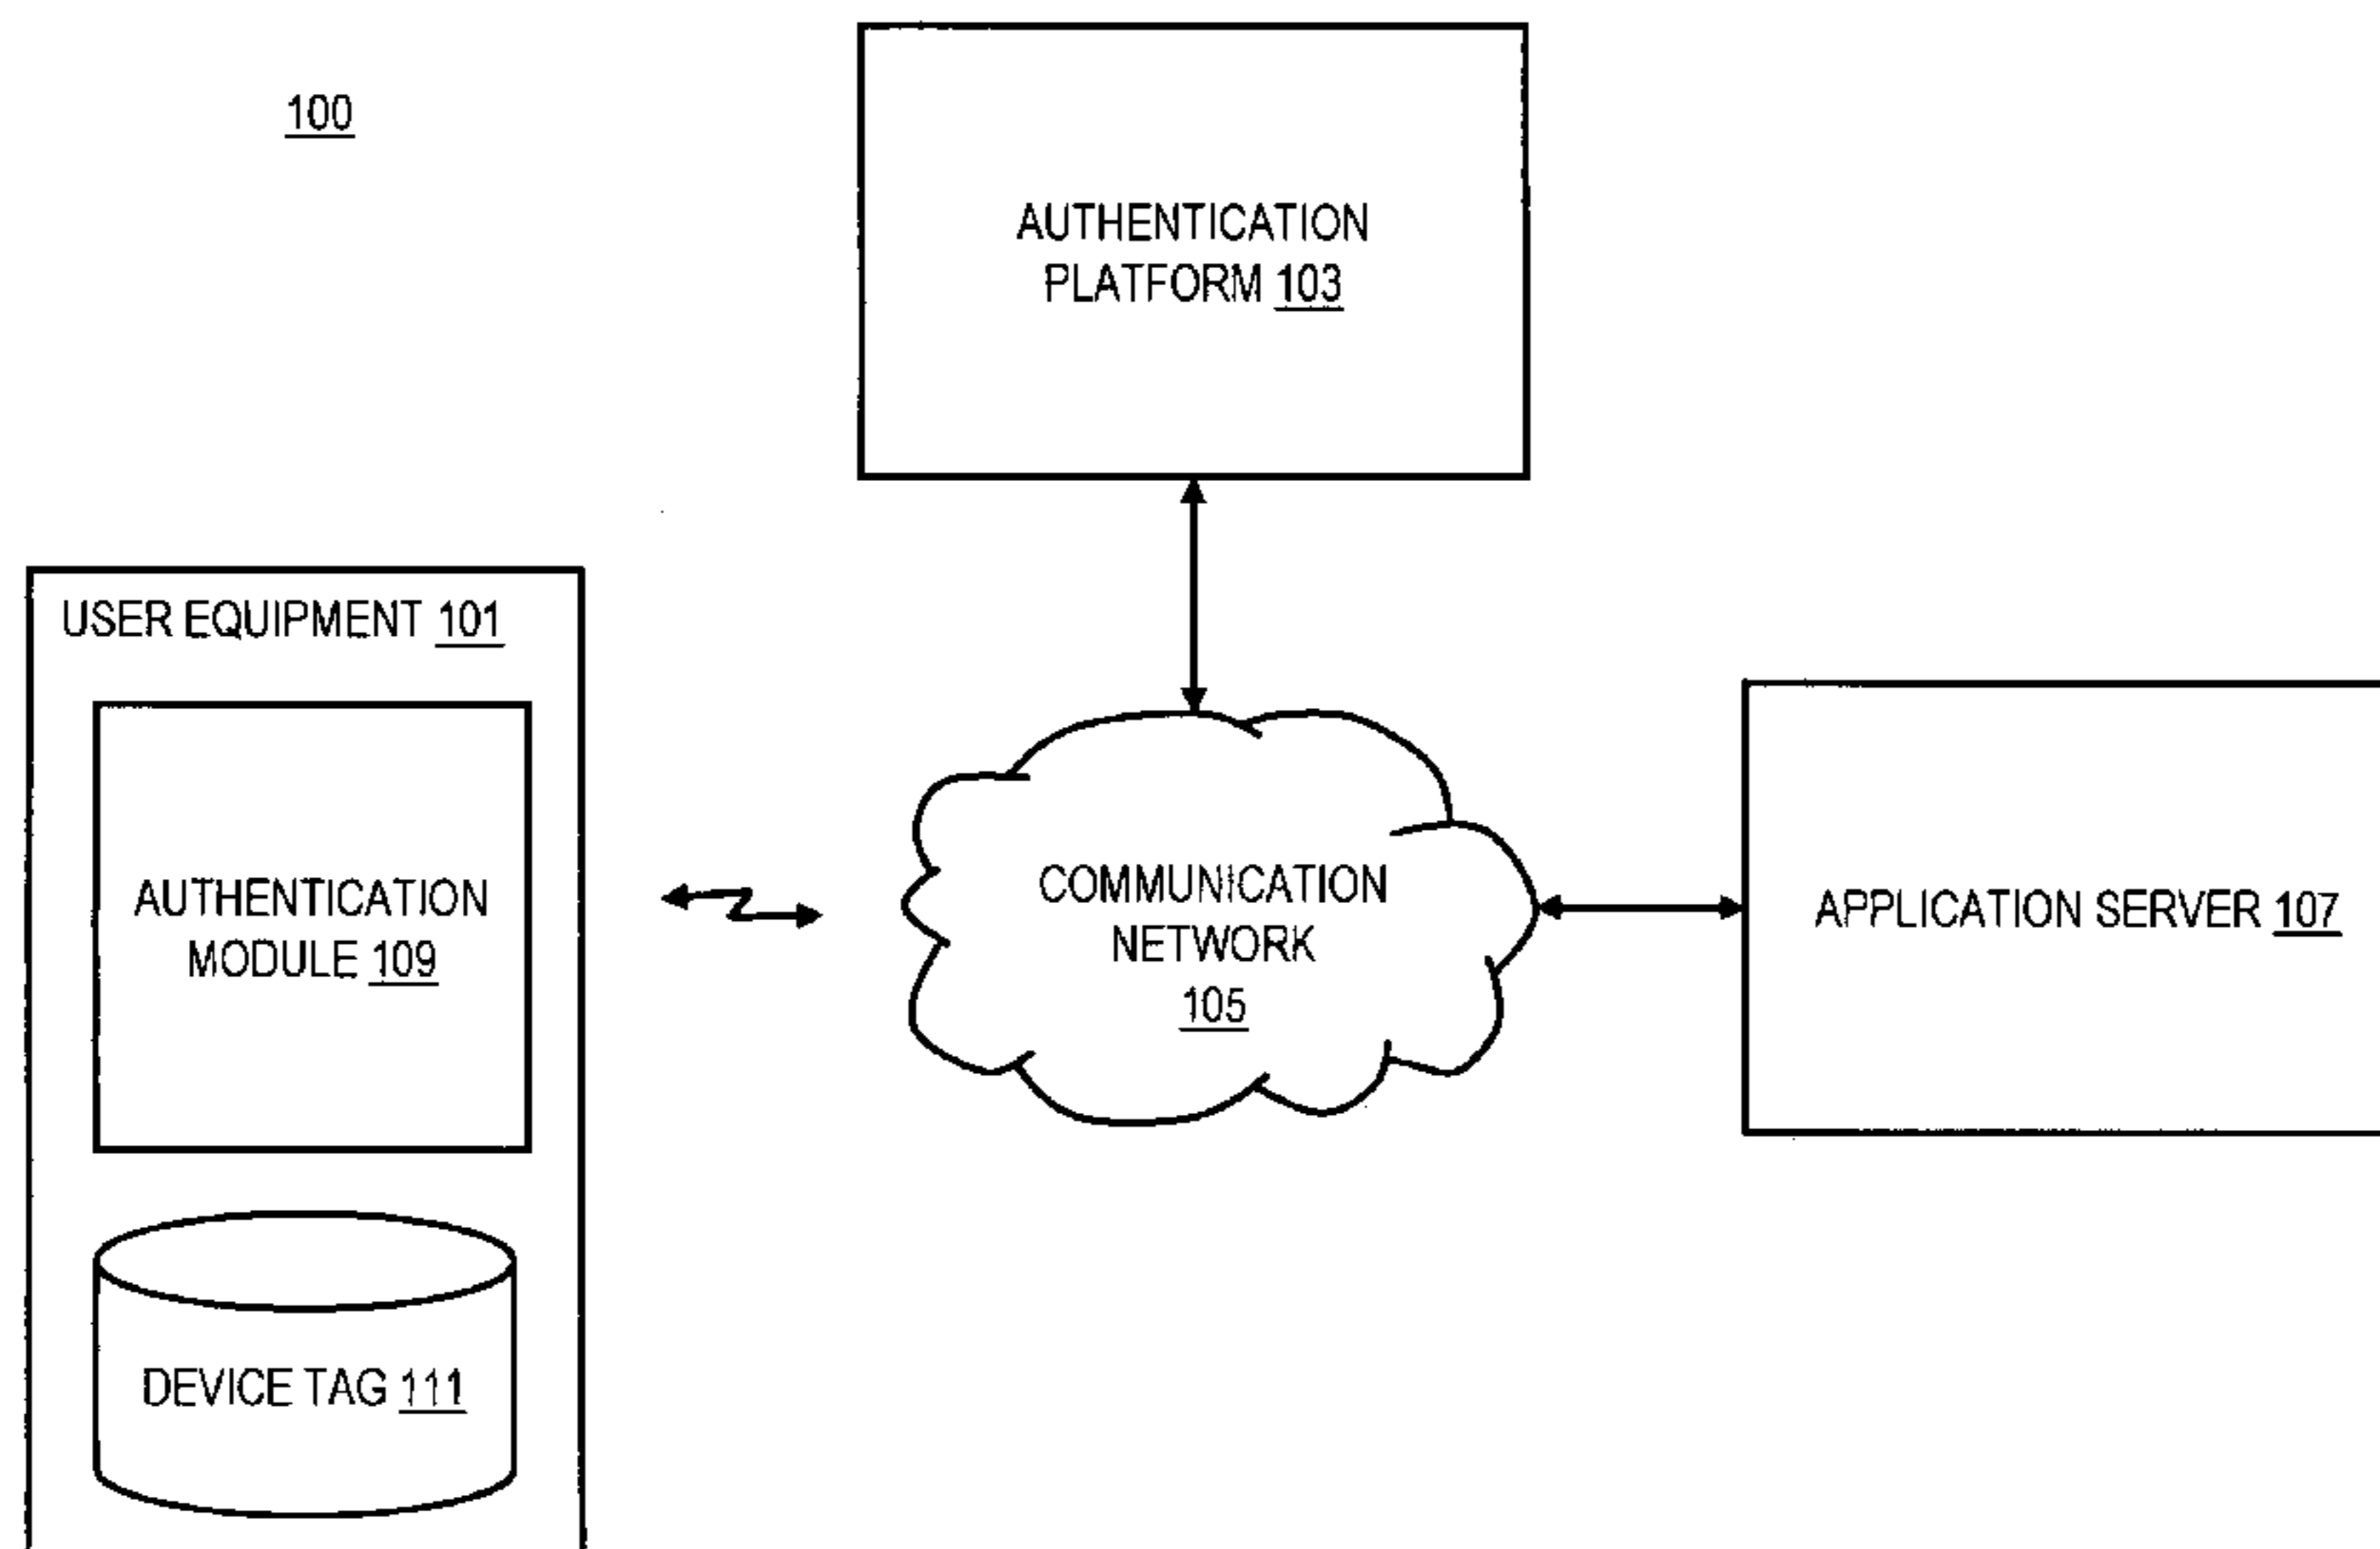 100
AUTHENTICATION
PLATFORM 103
USER EQUIPMENT 101
AUTHENTICATION
MODULE 109
COMMUNICATION
NETWORK
105
APPLICATION SERVER 107
DEVICE TAG 111